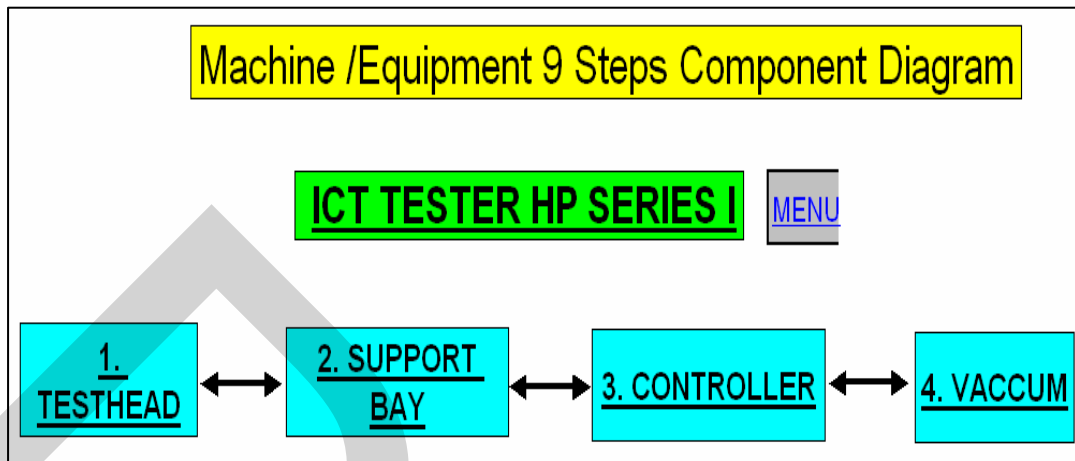 Machine /Equipment 9 Steps Component Diagram
ICT TESTER HP SERIES I
MENU
1.
TESTHEAD
2. SUPPORT
BAY
3. CONTROLLER
4. VACCUM